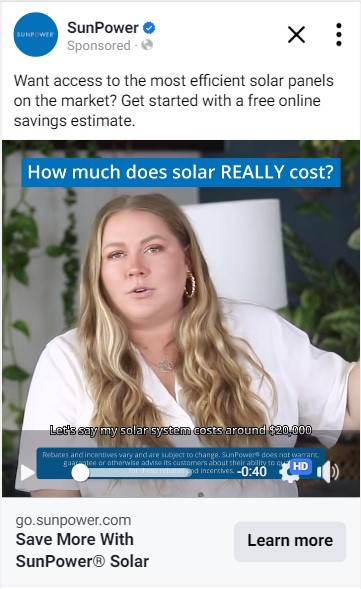 SUNPOWER
SunPower
Sponsored ·
Want access to the most efficient solar panels
on the market? Get started with a free online
savings estimate.
How much does solar REALLY cost?
Let's say my solar system costs around $20,000
Rebates and incentives vary and are subject to change. SunPower® does not warrant,
guarantee or otherwise advise its customers about their ability to
for these rebates and incentives.
-0:40
HD
go.sunpower.com
Save More With
SunPower® Solar
Learn more